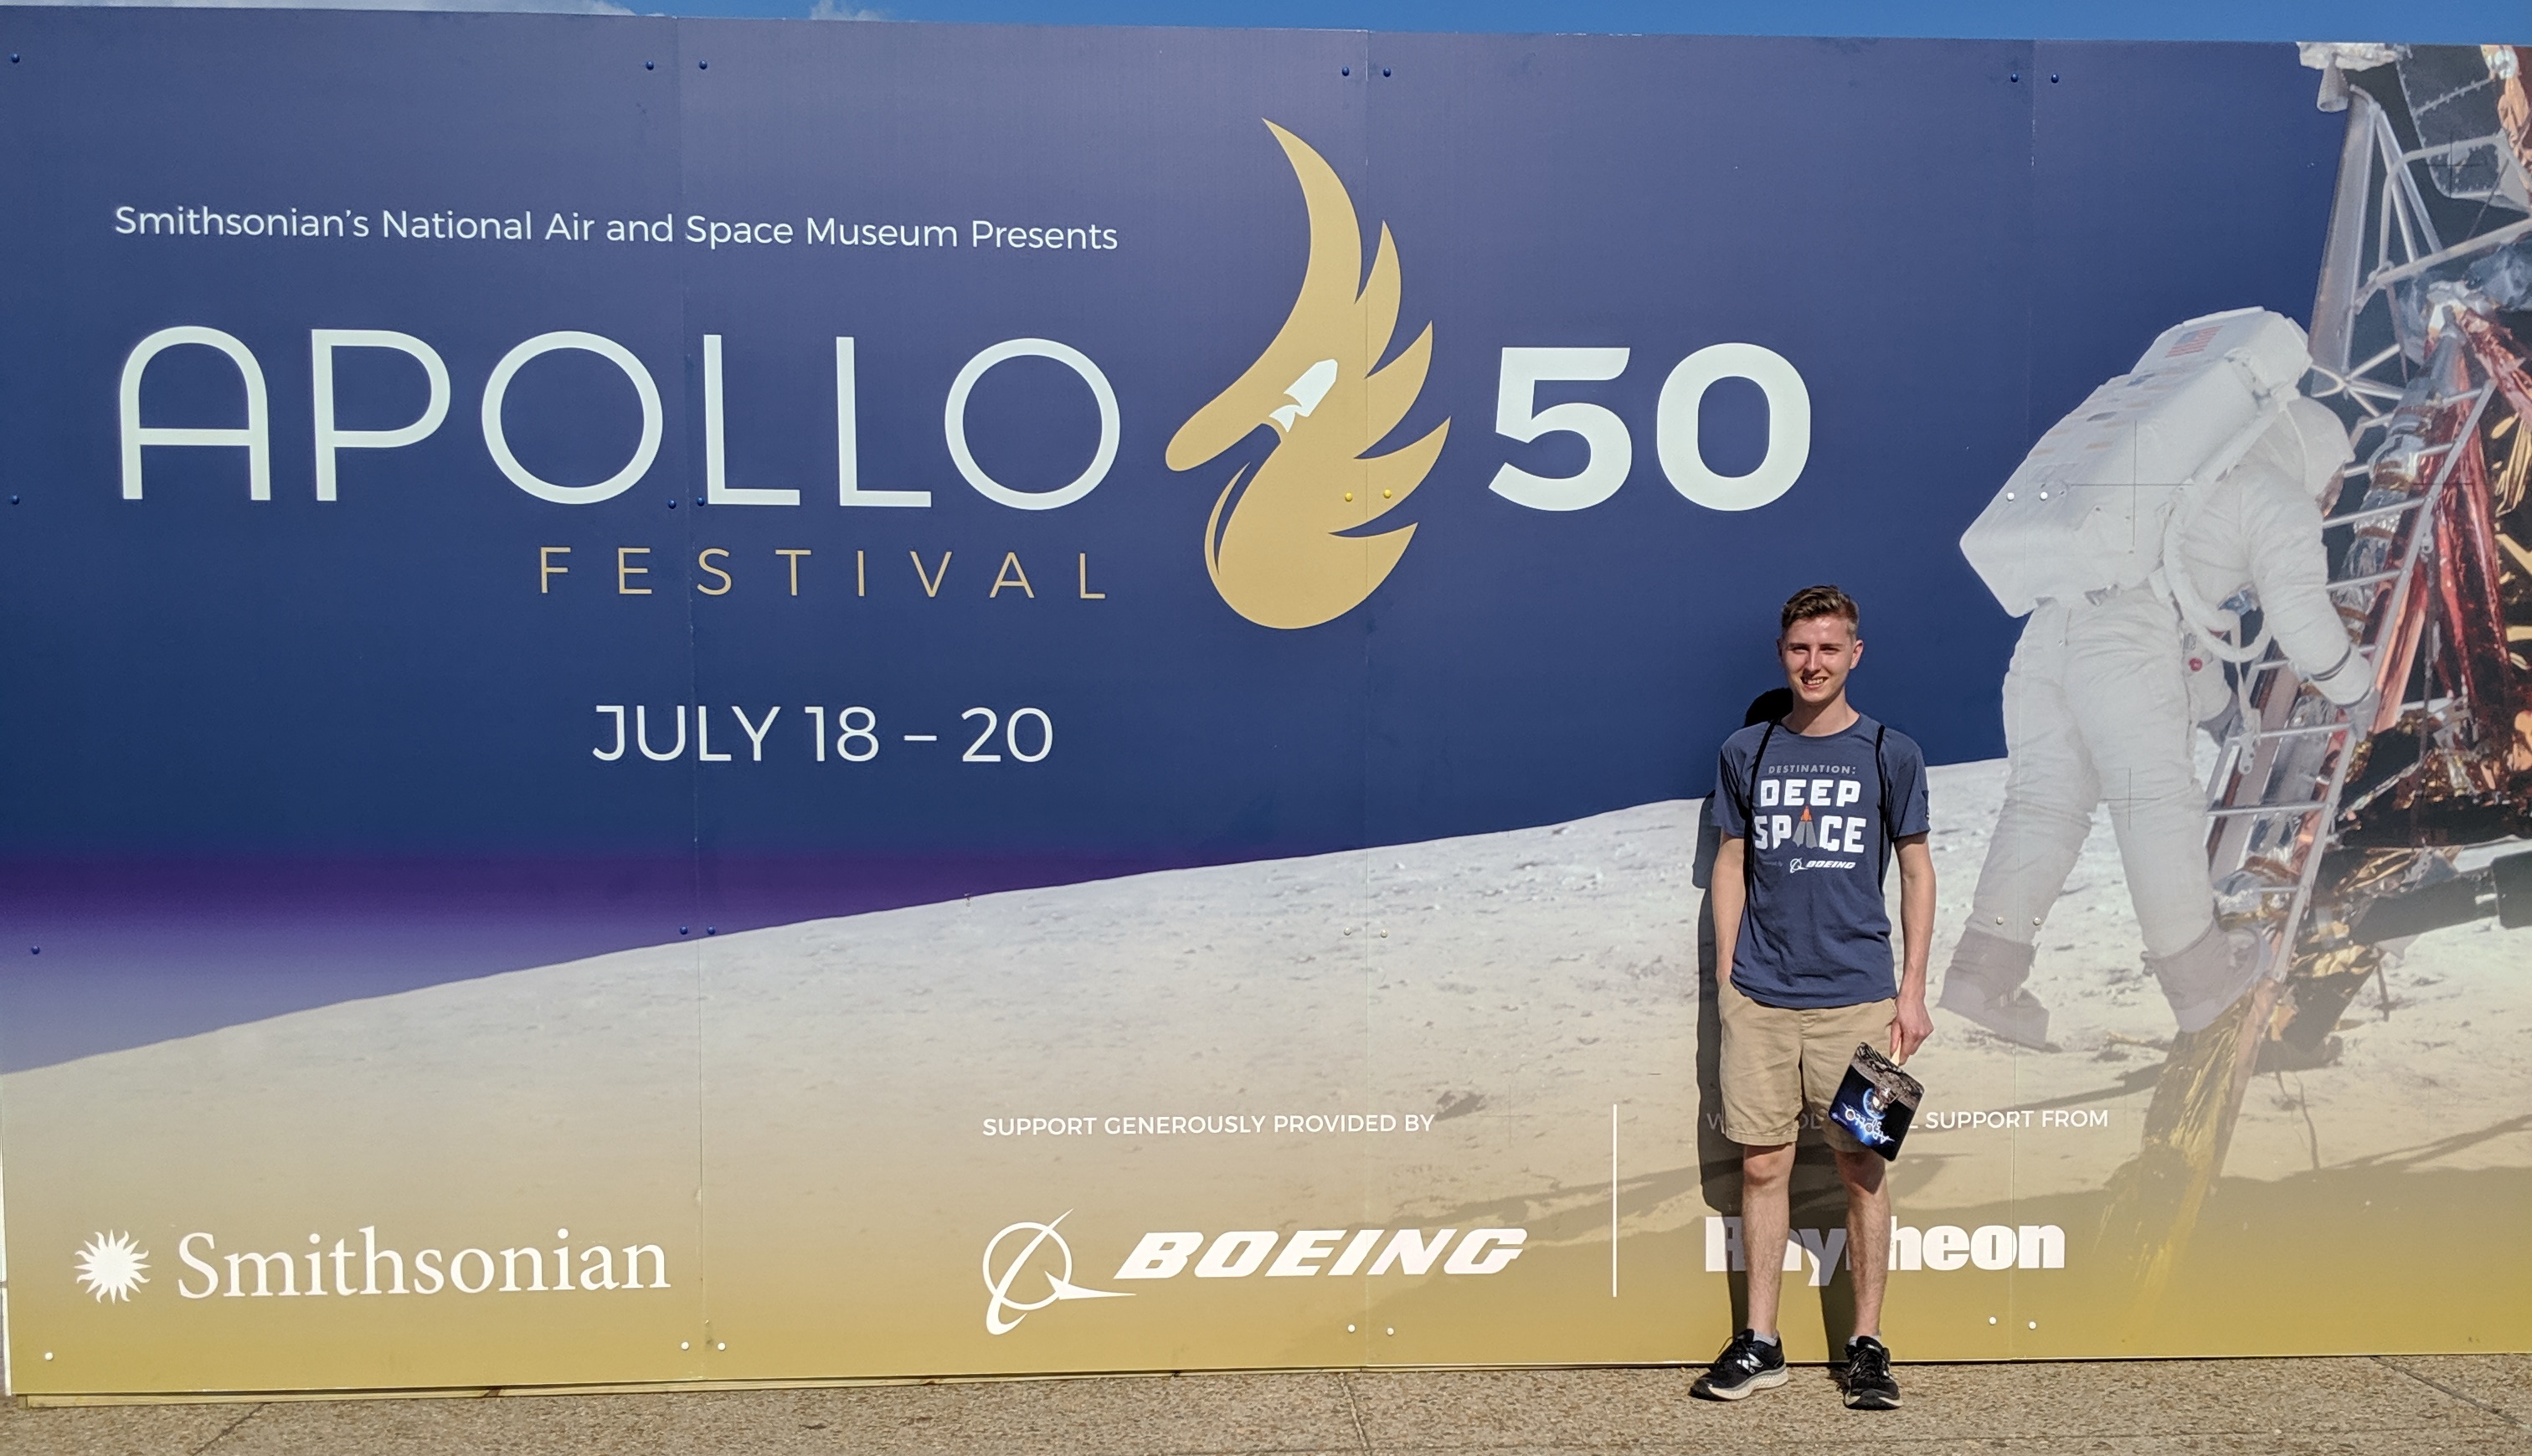 Smithsonian's National Air and Space Museum Presents
APOLLO 50
FESTIVAL
JULY 18 – 20
DESTINATION:
DEEP
SPACE
BOEING
SUPPORT GENEROUSLY PROVIDED BY
SUPPORT FROM
APOLLO
Smithsonian
BOEING